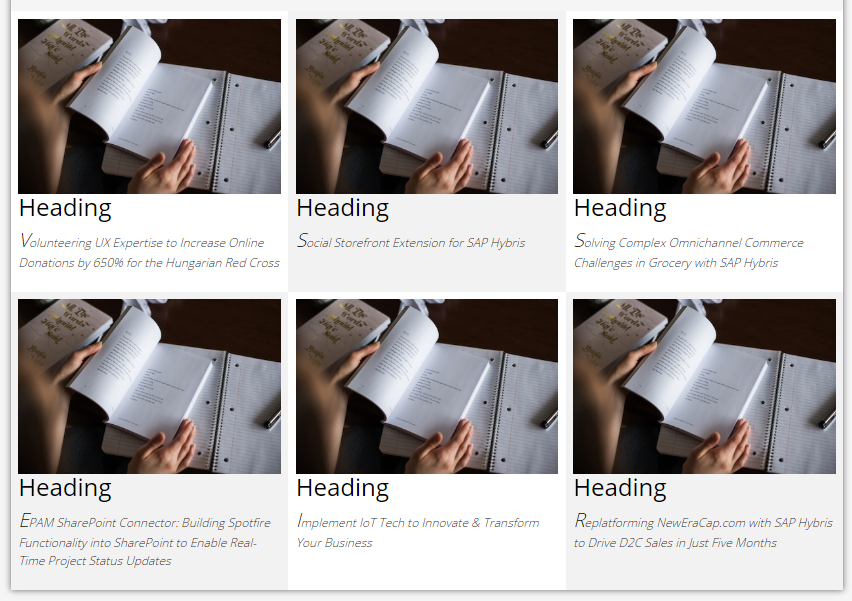 Heading
Volunteering UX Expertise to Increase Online
Donations by 650% for the Hungarian Red Cross
Heading
Social Storefront Extension for SAP Hybris
Heading
Solving Complex Omnichannel Commerce
Challenges in Grocery with SAP Hybris
Heading
EPAM SharePoint Connector: Building Spotfire
Functionality into SharePoint to Enable Real-
Time Project Status Updates
Heading
Implement IoT Tech to Innovate & Transform
Your Business
Heading
Replatforming NewEraCap.com with SAP Hybris
to Drive D2C Sales in Just Five Months